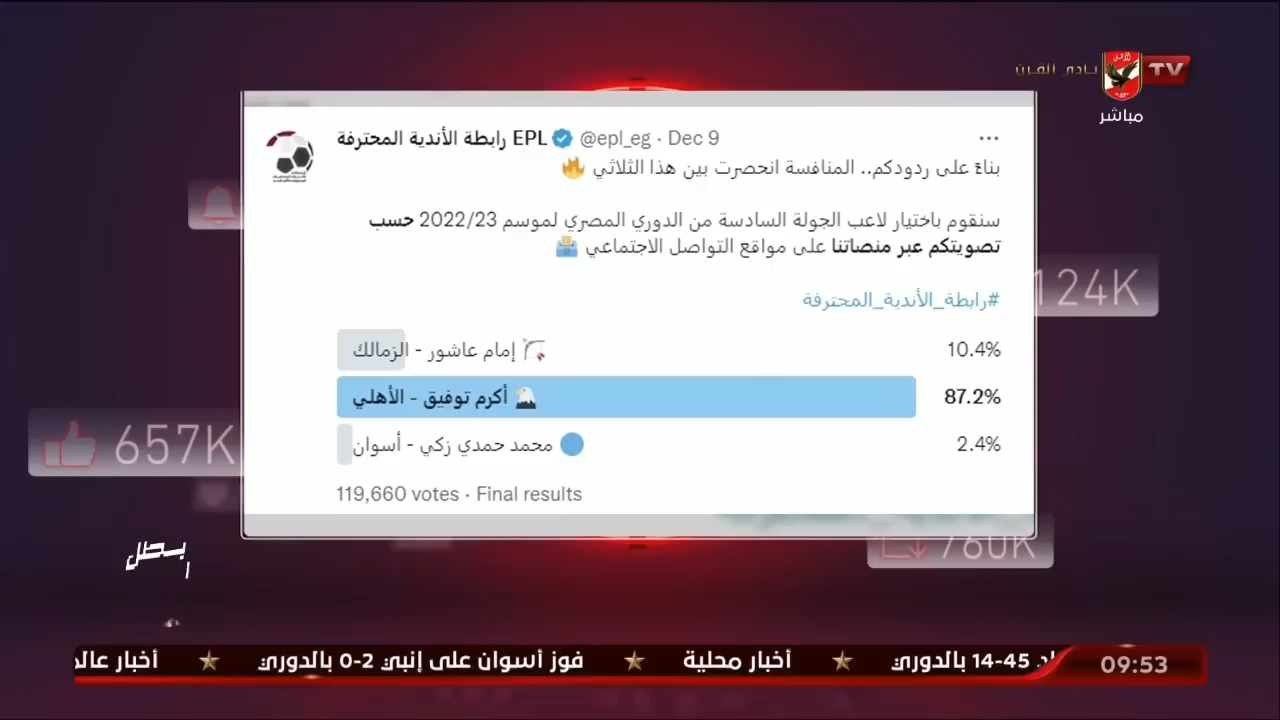 نادي القرن
TV
مباشر
EPL رابطة الأندية المحترفة @epl_eg · Dec 9
بناءً على ردودكم.. المنافسة انحصرت بين هذا الثلاثي 🔥
سنقوم باختيار لاعب الجولة السادسة من الدوري المصري لموسم 2022/23 حسب
تصويتكم عبر منصاتنا على مواقع التواصل الاجتماعي 🗳️
#رابطة_الأندية_المحترفة
🏹 إمام عاشور - الزمالك 10.4%
🦅 أكرم توفيق - الأهلي 87.2%
🔵 محمد حمدي زكي - أسوان 2.4%
119,660 votes · Final results
124K
657K
760K
بطل
09:53
14-45 بالدوري ★ أخبار محلية ★ فوز أسوان على إنبي 2-0 بالدوري ★ أخبار